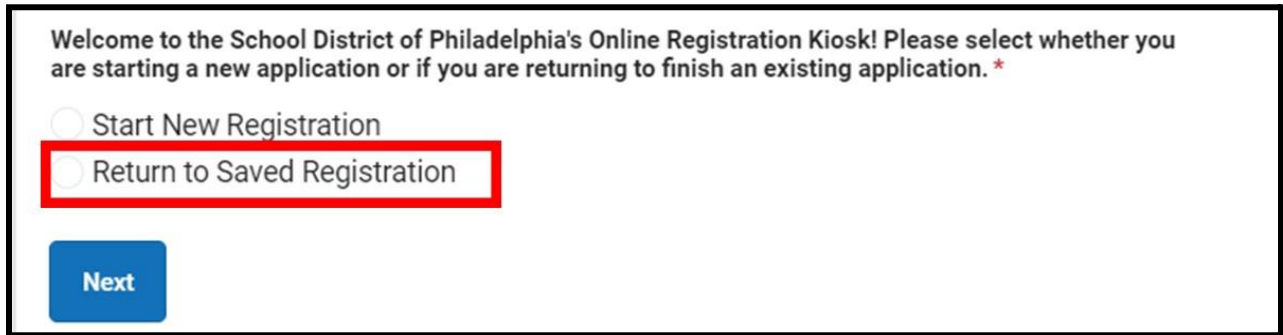 Welcome to the School District of Philadelphia's Online Registration Kiosk! Please select whether you
are starting a new application or if you are returning to finish an existing application. *
Start New Registration
Return to Saved Registration
Next